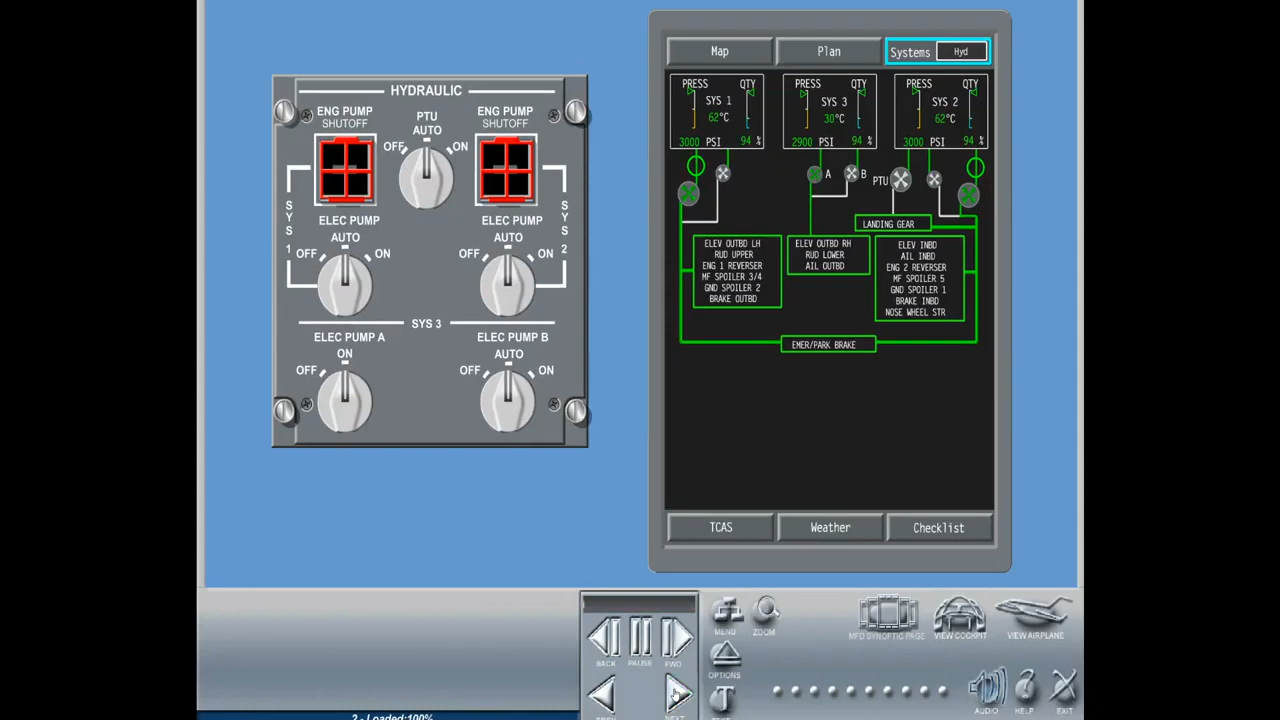 HYDRAULIC
ENG PUMP
SHUTOFF
PTU
AUTO
OFF
ON
ENG PUMP
SHUTOFF
SYS 1
SYS 2
ELEC PUMP
AUTO
OFF
ON
ELEC PUMP
AUTO
OFF
ON
SYS 3
ELEC PUMP A
ON
OFF
ELEC PUMP B
AUTO
OFF
ON
Map
Plan
Systems
Hyd
PRESS QTY
SYS 1
62°C
3000 PSI 94 %
PRESS QTY
SYS 3
30°C
2900 PSI 94 %
PRESS QTY
SYS 2
62°C
3000 PSI 94 %
A
B
PTU
LANDING GEAR
ELEV OUTBD LH
RUD UPPER
ENG 1 REVERSER
MF SPOILER 3/4
GND SPOILER 2
BRAKE OUTBD
ELEV OUTBD RH
RUD LOWER
AIL OUTBD
ELEV INBD
AIL INBD
ENG 2 REVERSER
MF SPOILER 5
GND SPOILER 1
BRAKE INBD
NOSE WHEEL STR
EMER/PARK BRAKE
TCAS
Weather
Checklist
BACK
PAUSE
FWD
NEXT
MENU
ZOOM
OPTIONS
MFD SYNOPTIC PAGE
VIEW COCKPIT
VIEW AIRPLANE
AUDIO
HELP
EXIT
2 - Loaded:100%